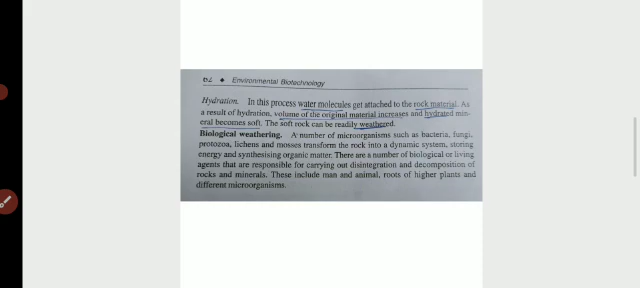 62 ♦ Environmental Biotechnology
Hydration. In this process water molecules get attached to the rock material. As
a result of hydration, volume of the original material increases and hydrated min-
eral becomes soft. The soft rock can be readily weathered.
Biological weathering. A number of microorganisms such as bacteria, fungi,
protozoa, lichens and mosses transform the rock into a dynamic system, storing
energy and synthesising organic matter. There are a number of biological or living
agents that are responsible for carrying out disintegration and decomposition of
rocks and minerals. These include man and animal, roots of higher plants and
different microorganisms.